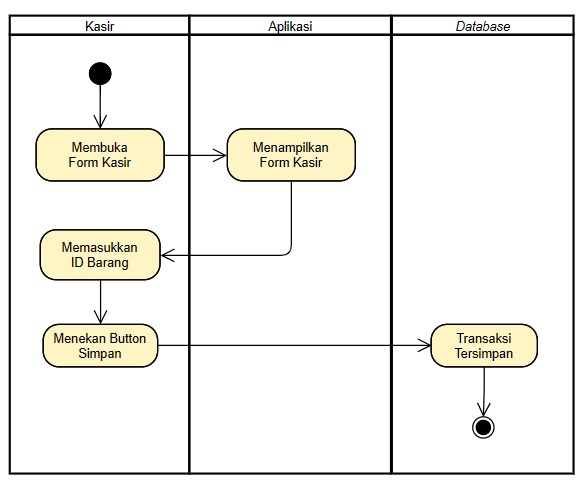 Kasir
Aplikasi
Database
Membuka
Form Kasir
Menampilkan
Form Kasir
Memasukkan
ID Barang
Menekan Button
Simpan
Transaksi
Tersimpan